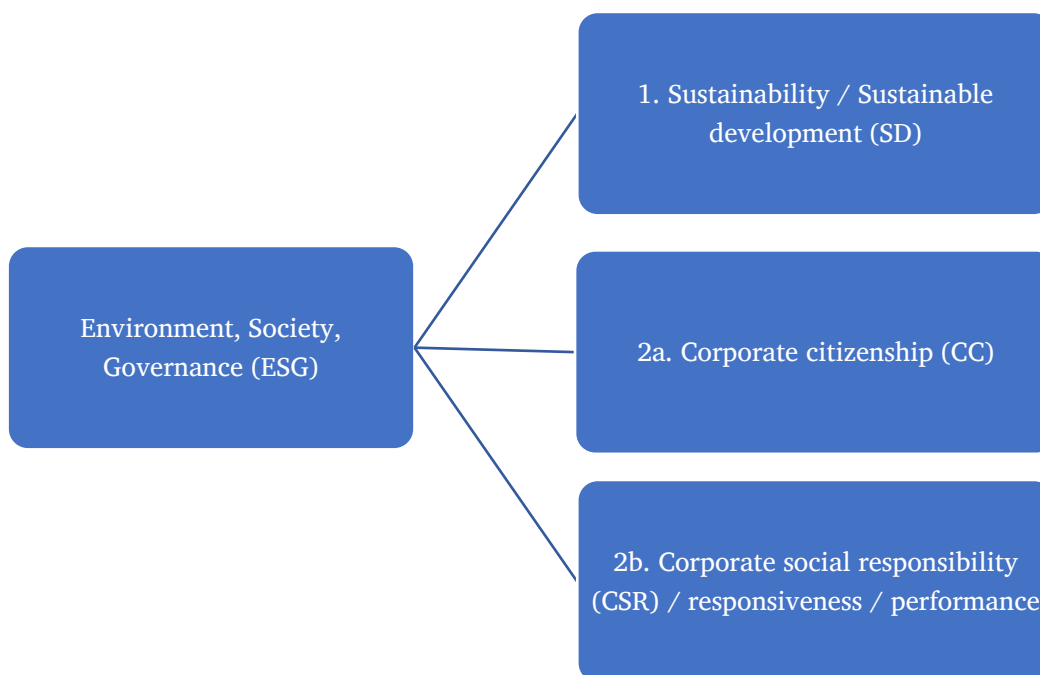 1. Sustainability / Sustainable
development (SD)
Environment, Society,
Governance (ESG)
2a. Corporate citizenship (CC)
2b. Corporate social responsibility
(CSR) / responsiveness / performance